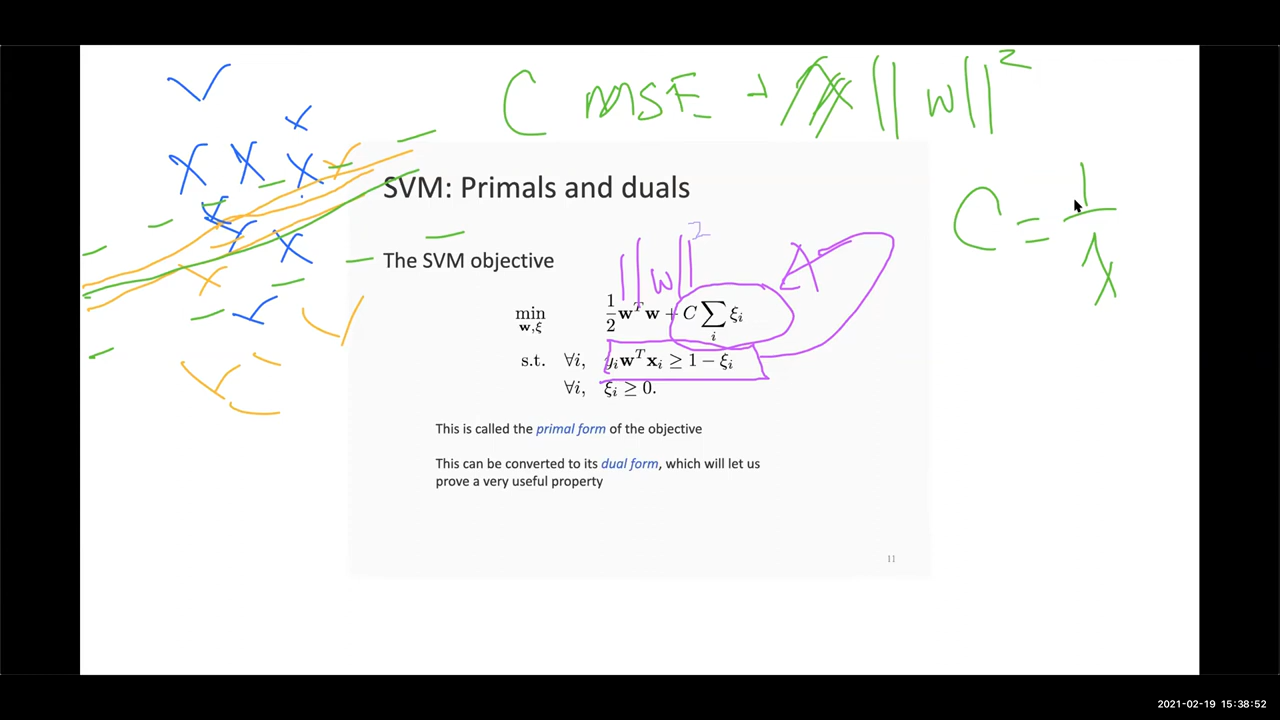 C MSE + λ ||w||²
C = 1/λ
SVM: Primals and duals
||w||²
The SVM objective
min w,ξ 1/2 wᵀw + C ∑ᵢ ξᵢ
s.t. ∀i, yᵢwᵀxᵢ ≥ 1 − ξᵢ
∀i, ξᵢ ≥ 0.
This is called the primal form of the objective
This can be converted to its dual form, which will let us
prove a very useful property
11
2021-02-19 15:38:52